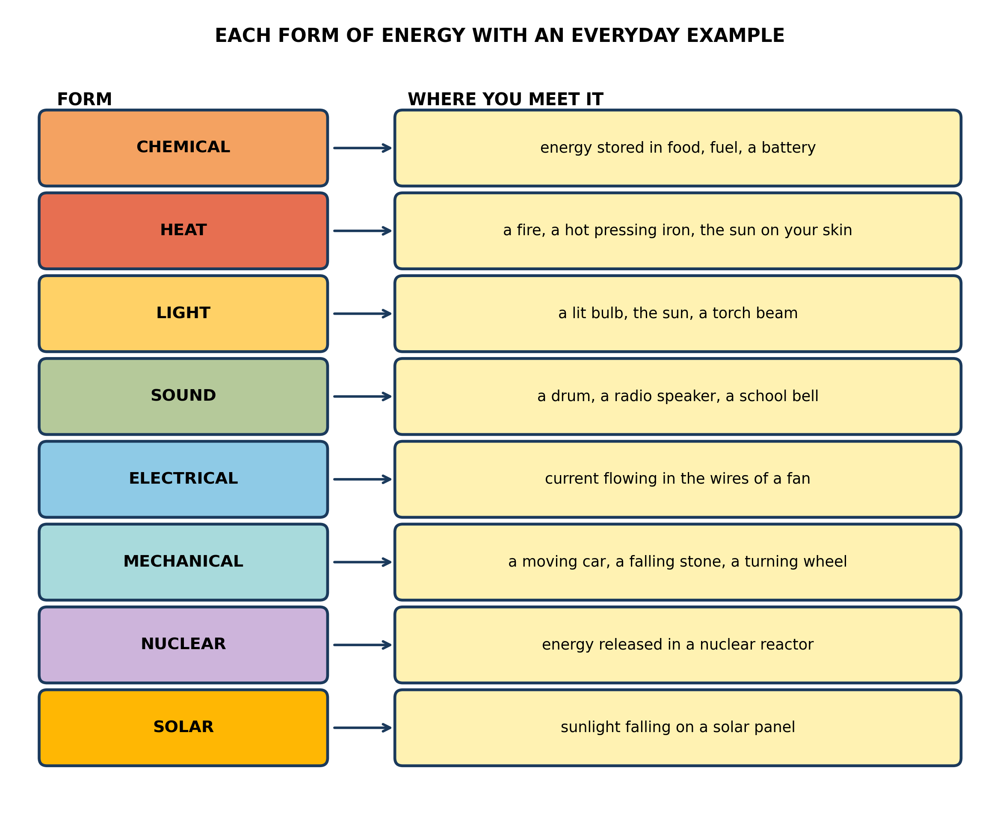 EACH FORM OF ENERGY WITH AN EVERYDAY EXAMPLE
FORM
WHERE YOU MEET IT
CHEMICAL
energy stored in food, fuel, a battery
HEAT
a fire, a hot pressing iron, the sun on your skin
LIGHT
a lit bulb, the sun, a torch beam
SOUND
a drum, a radio speaker, a school bell
ELECTRICAL
current flowing in the wires of a fan
MECHANICAL
a moving car, a falling stone, a turning wheel
NUCLEAR
energy released in a nuclear reactor
SOLAR
sunlight falling on a solar panel